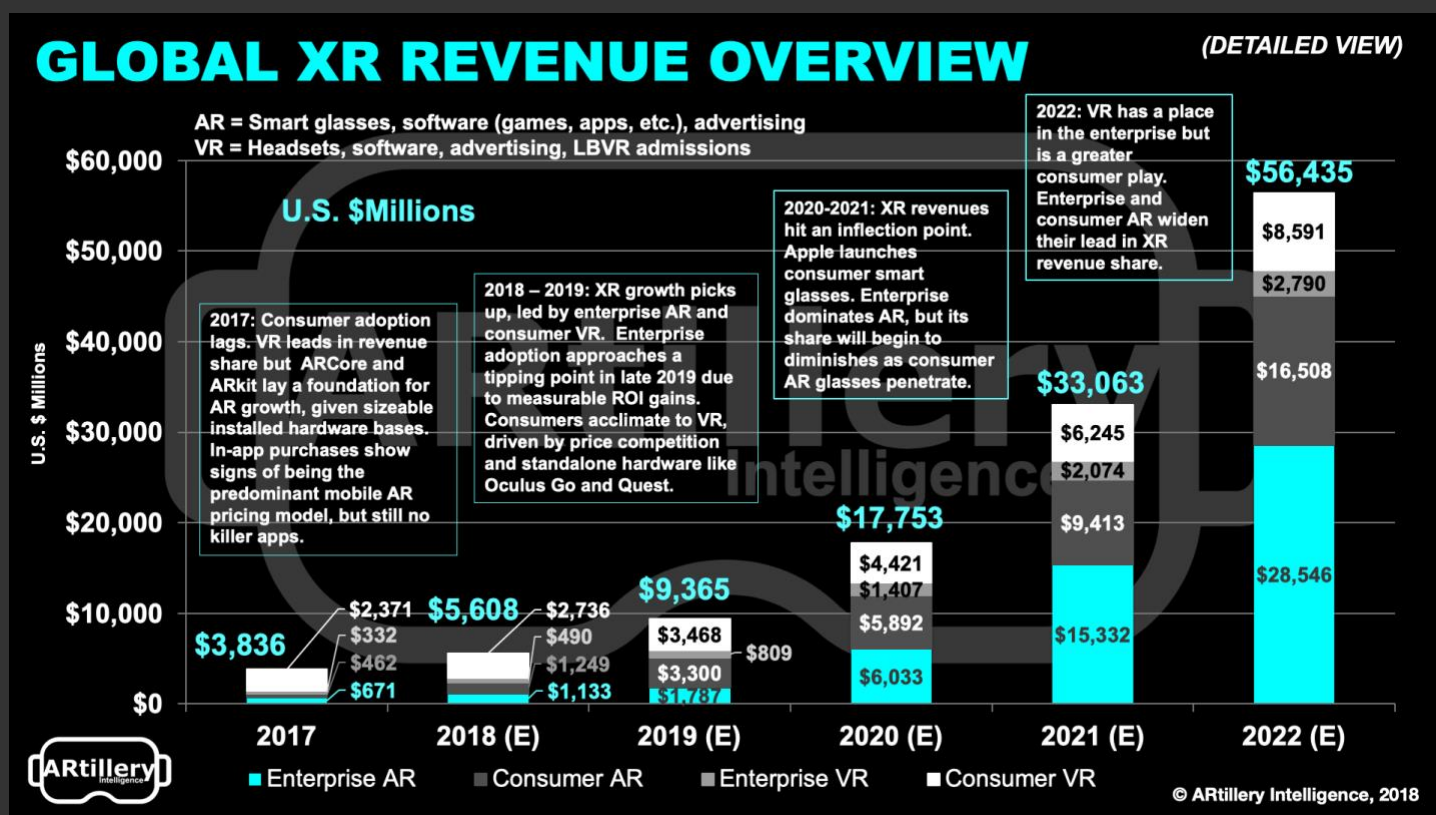 GLOBAL XR REVENUE OVERVIEW
(DETAILED VIEW)
AR = Smart glasses, software (games, apps, etc.), advertising
VR = Headsets, software, advertising, LBVR admissions
U.S. $Millions
U.S. $ Millions
$60,000
$50,000
$40,000
$30,000
$20,000
$10,000
$0
2017: Consumer adoption
lags. VR leads in revenue
share but ARCore and
ARkit lay a foundation for
AR growth, given sizeable
installed hardware bases.
In-app purchases show
signs of being the
predominant mobile AR
pricing model, but still no
killer apps.
2018 – 2019: XR growth picks
up, led by enterprise AR and
consumer VR. Enterprise
adoption approaches a
tipping point in late 2019 due
to measurable ROI gains.
Consumers acclimate to VR,
driven by price competition
and standalone hardware like
Oculus Go and Quest.
2020-2021: XR revenues
hit an inflection point.
Apple launches
consumer smart
glasses. Enterprise
dominates AR, but its
share will begin to
diminishes as consumer
AR glasses penetrate.
2022: VR has a place
in the enterprise but
is a greater
consumer play.
Enterprise and
consumer AR widen
their lead in XR
revenue share.
$3,836
$2,371
$332
$462
$671
$5,608
$2,736
$490
$1,249
$1,133
$9,365
$3,468
$809
$3,300
$1,787
$17,753
$4,421
$1,407
$5,892
$6,033
$33,063
$6,245
$2,074
$9,413
$15,332
$56,435
$8,591
$2,790
$16,508
$28,546
ARtillery
Intelligence
2017
2018 (E)
2019 (E)
2020 (E)
2021 (E)
2022 (E)
Enterprise AR
Consumer AR
Enterprise VR
Consumer VR
ARtillery
Intelligence
© ARtillery Intelligence, 2018